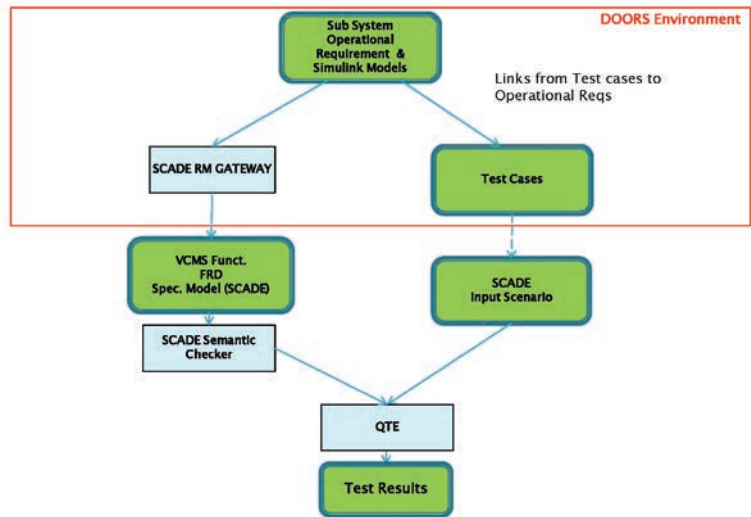 DOORS Environment
Sub System
Operational
Requirement &
Simulink Models
Links from Test cases to
Operational Reqs
SCADE RM GATEWAY
Test Cases
VCMS Funct.
FRD
Spec. Model (SCADE)
SCADE
Input Scenario
SCADE Semantic
Checker
QTE
Test Results